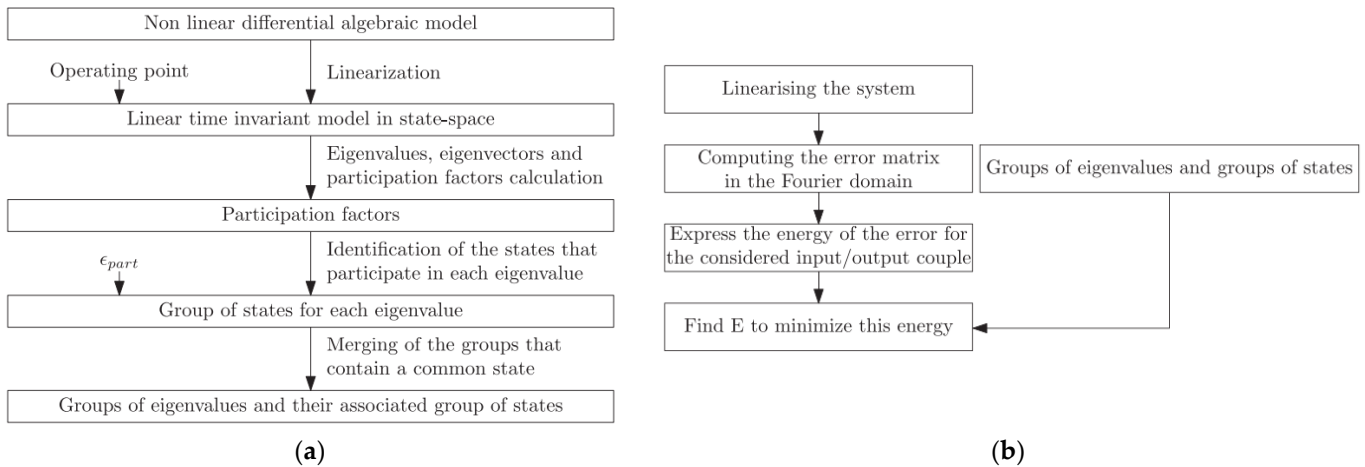 Non linear differential algebraic model
Operating point
Linearization
Linear time invariant model in state-space
Eigenvalues, eigenvectors and
participation factors calculation
Participation factors
Identification of the states that
participate in each eigenvalue
ϵpart
Group of states for each eigenvalue
Merging of the groups that
contain a common state
Groups of eigenvalues and their associated group of states
(a)
Linearising the system
Computing the error matrix
in the Fourier domain
Groups of eigenvalues and groups of states
Express the energy of the error for
the considered input/output couple
Find E to minimize this energy
(b)